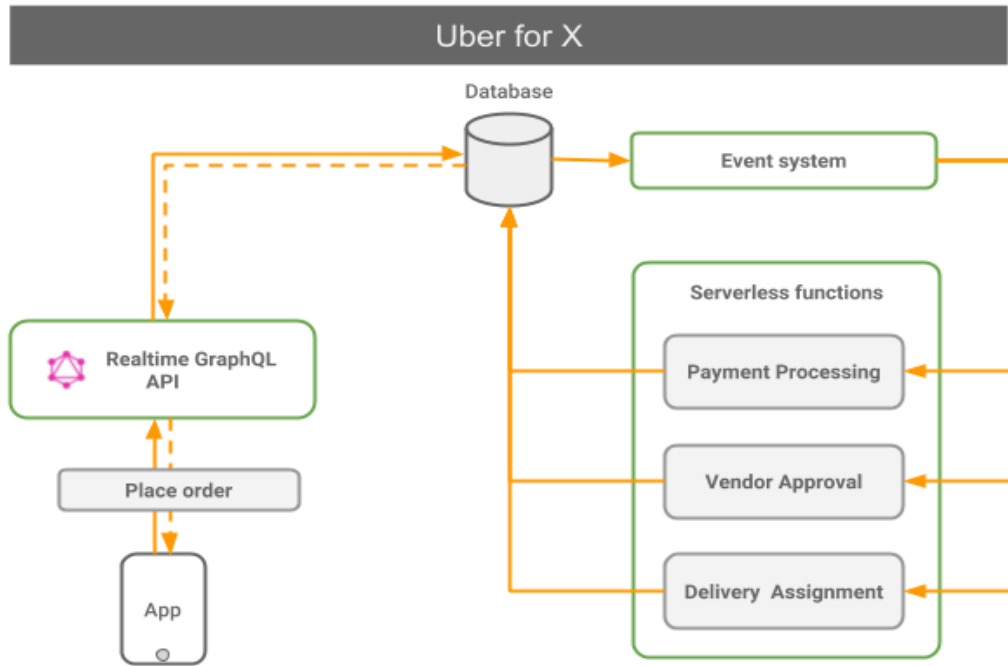 Uber for X
Database
Event system
Serverless functions
Realtime GraphQL
API
Payment Processing
Place order
Vendor Approval
App
Delivery Assignment